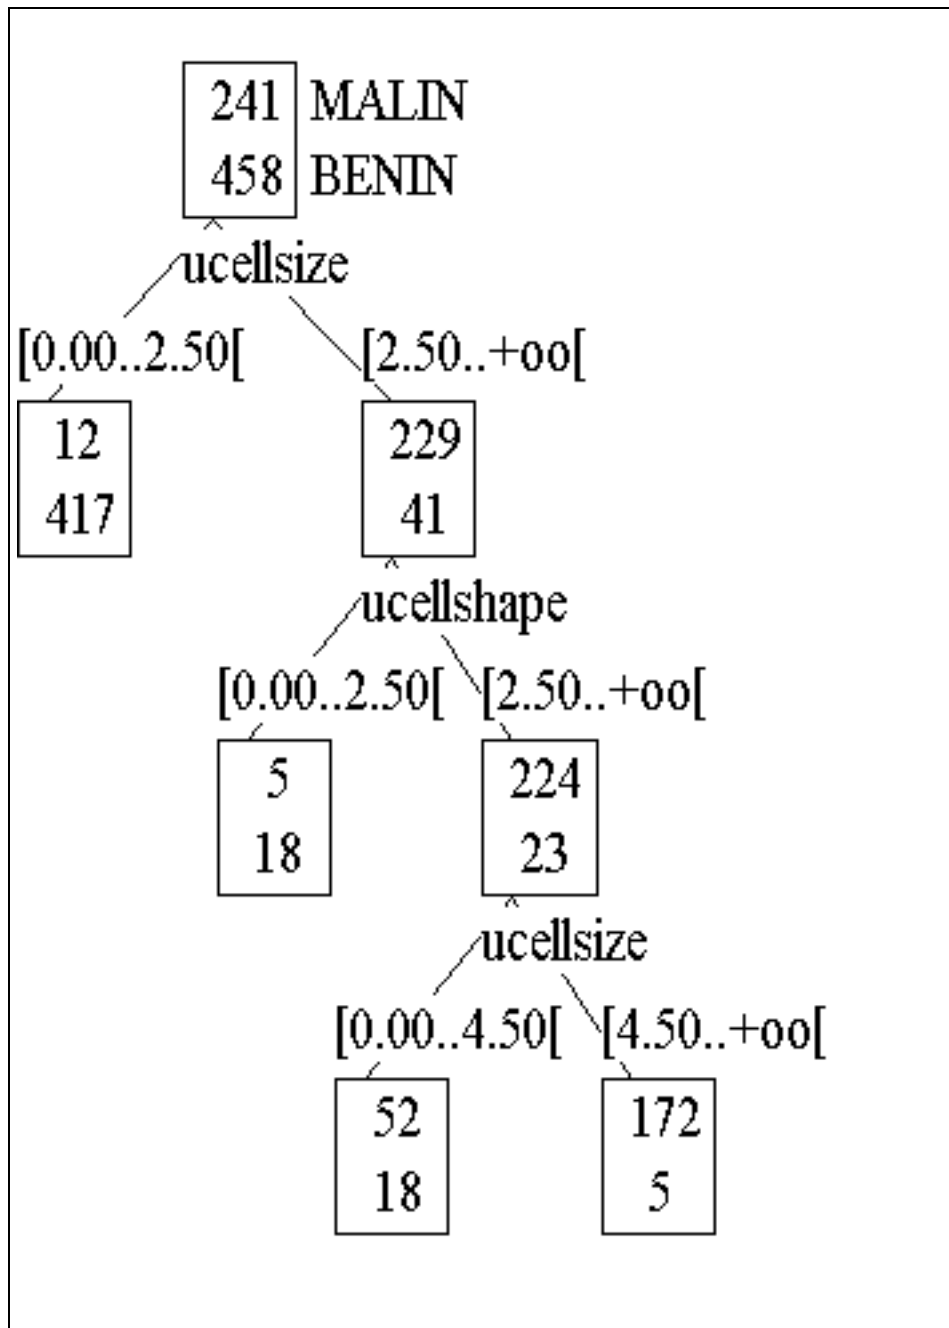 241 MALIN
458 BENIN
ucellsize
[0.00..2.50[ [2.50..+oo[
12 229
417 41
ucellshape
[0.00..2.50[ [2.50..+oo[
5 224
18 23
ucellsize
[0.00..4.50[ [4.50..+oo[
52 172
18 5